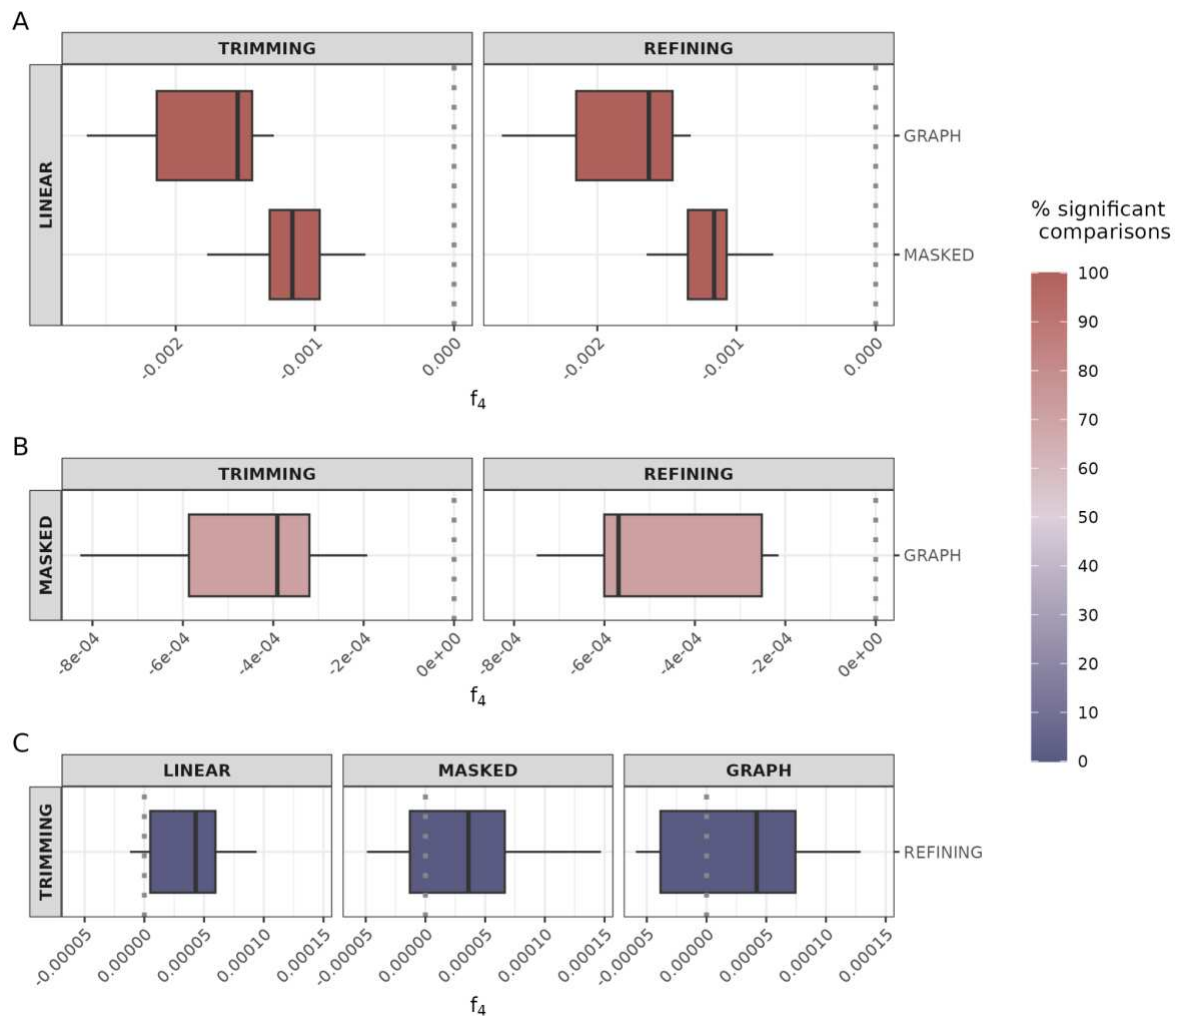 A
TRIMMING
REFINING
LINEAR
GRAPH
MASKED
-0.002
-0.001
0.000
-0.002
-0.001
0.000
f4
B
TRIMMING
REFINING
MASKED
GRAPH
-8e-04
-6e-04
-4e-04
-2e-04
0e+00
-8e-04
-6e-04
-4e-04
-2e-04
0e+00
f4
C
LINEAR
MASKED
GRAPH
TRIMMING
REFINING
-0.00005
0.00000
0.00005
0.00010
0.00015
-0.00005
0.00000
0.00005
0.00010
0.00015
-0.00005
0.00000
0.00005
0.00010
0.00015
f4
% significant
comparisons
100
90
80
70
60
50
40
30
20
10
0